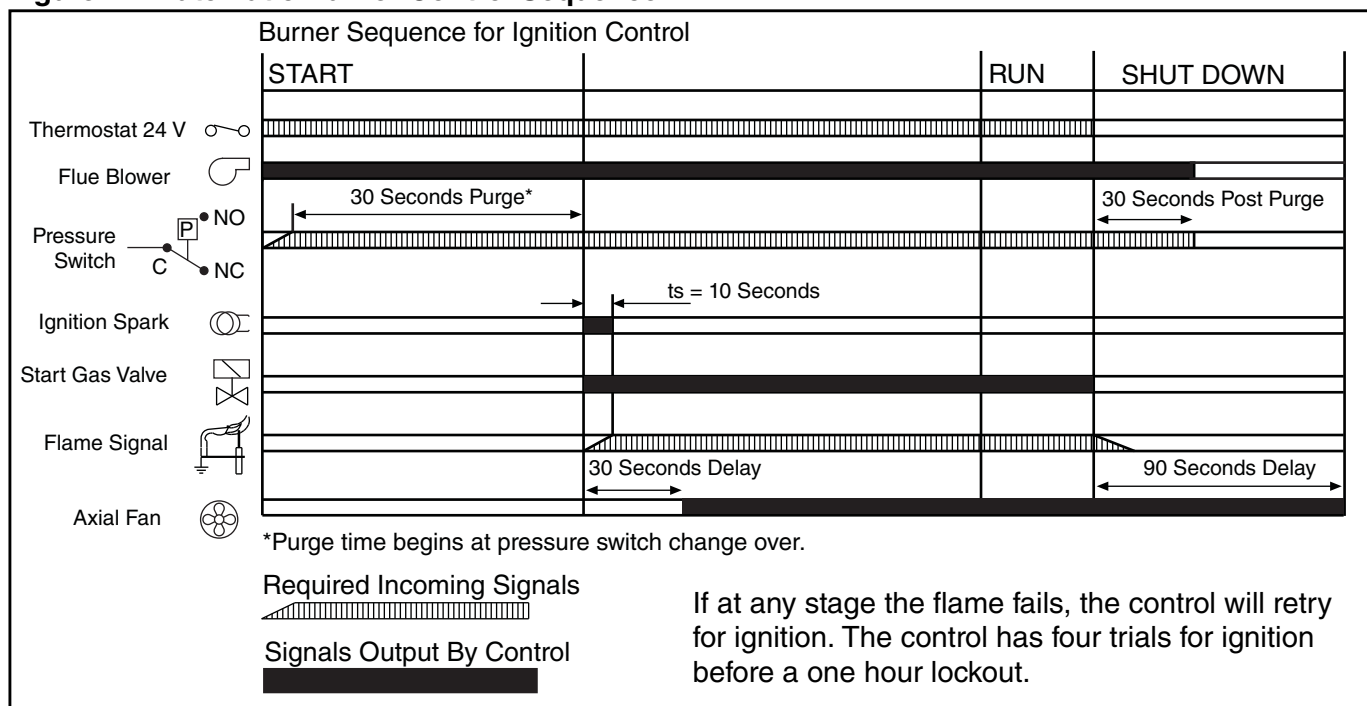 Burner Sequence for Ignition Control
START
RUN
SHUT DOWN
Thermostat 24 V
Flue Blower
30 Seconds Purge*
30 Seconds Post Purge
Pressure
Switch
P
NO
C
NC
ts = 10 Seconds
Ignition Spark
Start Gas Valve
Flame Signal
30 Seconds Delay
90 Seconds Delay
Axial Fan
*Purge time begins at pressure switch change over.
Required Incoming Signals
Signals Output By Control
If at any stage the flame fails, the control will retry
for ignition. The control has four trials for ignition
before a one hour lockout.